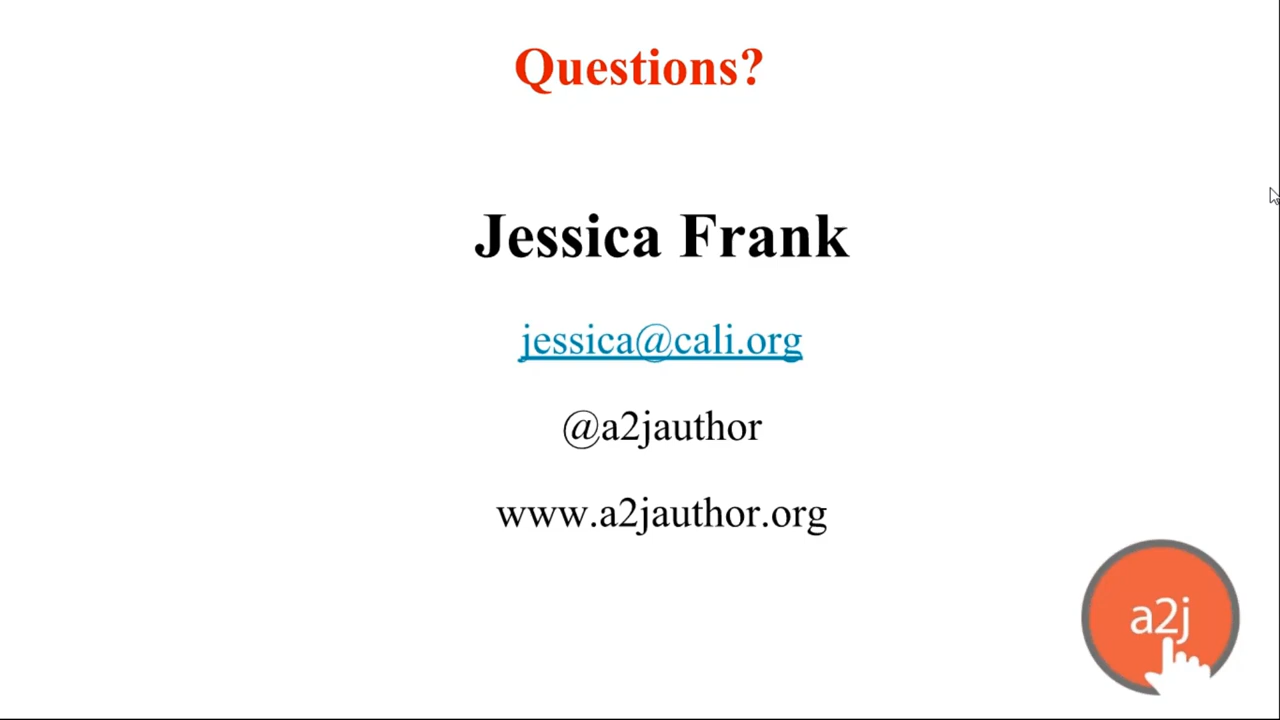 Questions?
Jessica Frank
jessica@cali.org
@a2jauthor
www.a2jauthor.org
a2j